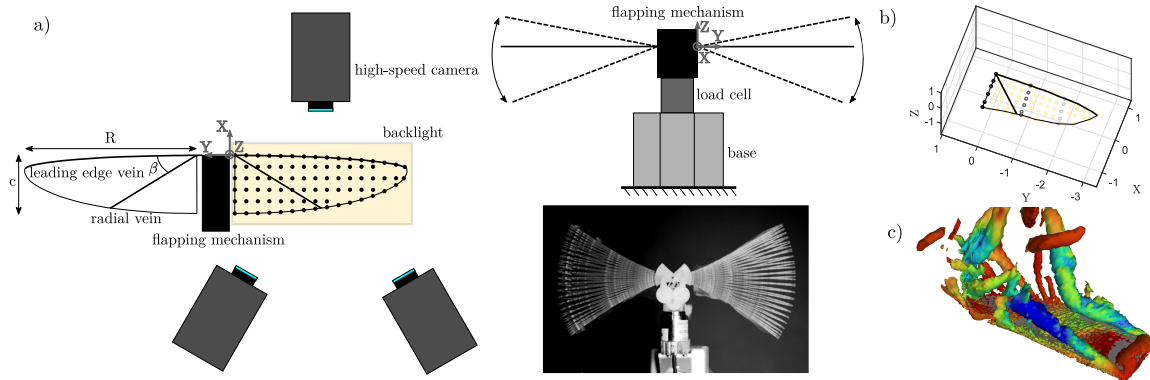 a)
high-speed camera
backlight
X
Y
Z
R
leading edge vein
β
c
radial vein
flapping mechanism
flapping mechanism
Z
Y
X
load cell
base
b)
1
0
-1
Z
1
0
-1
-2
-3
Y
1
0
-1
X
c)